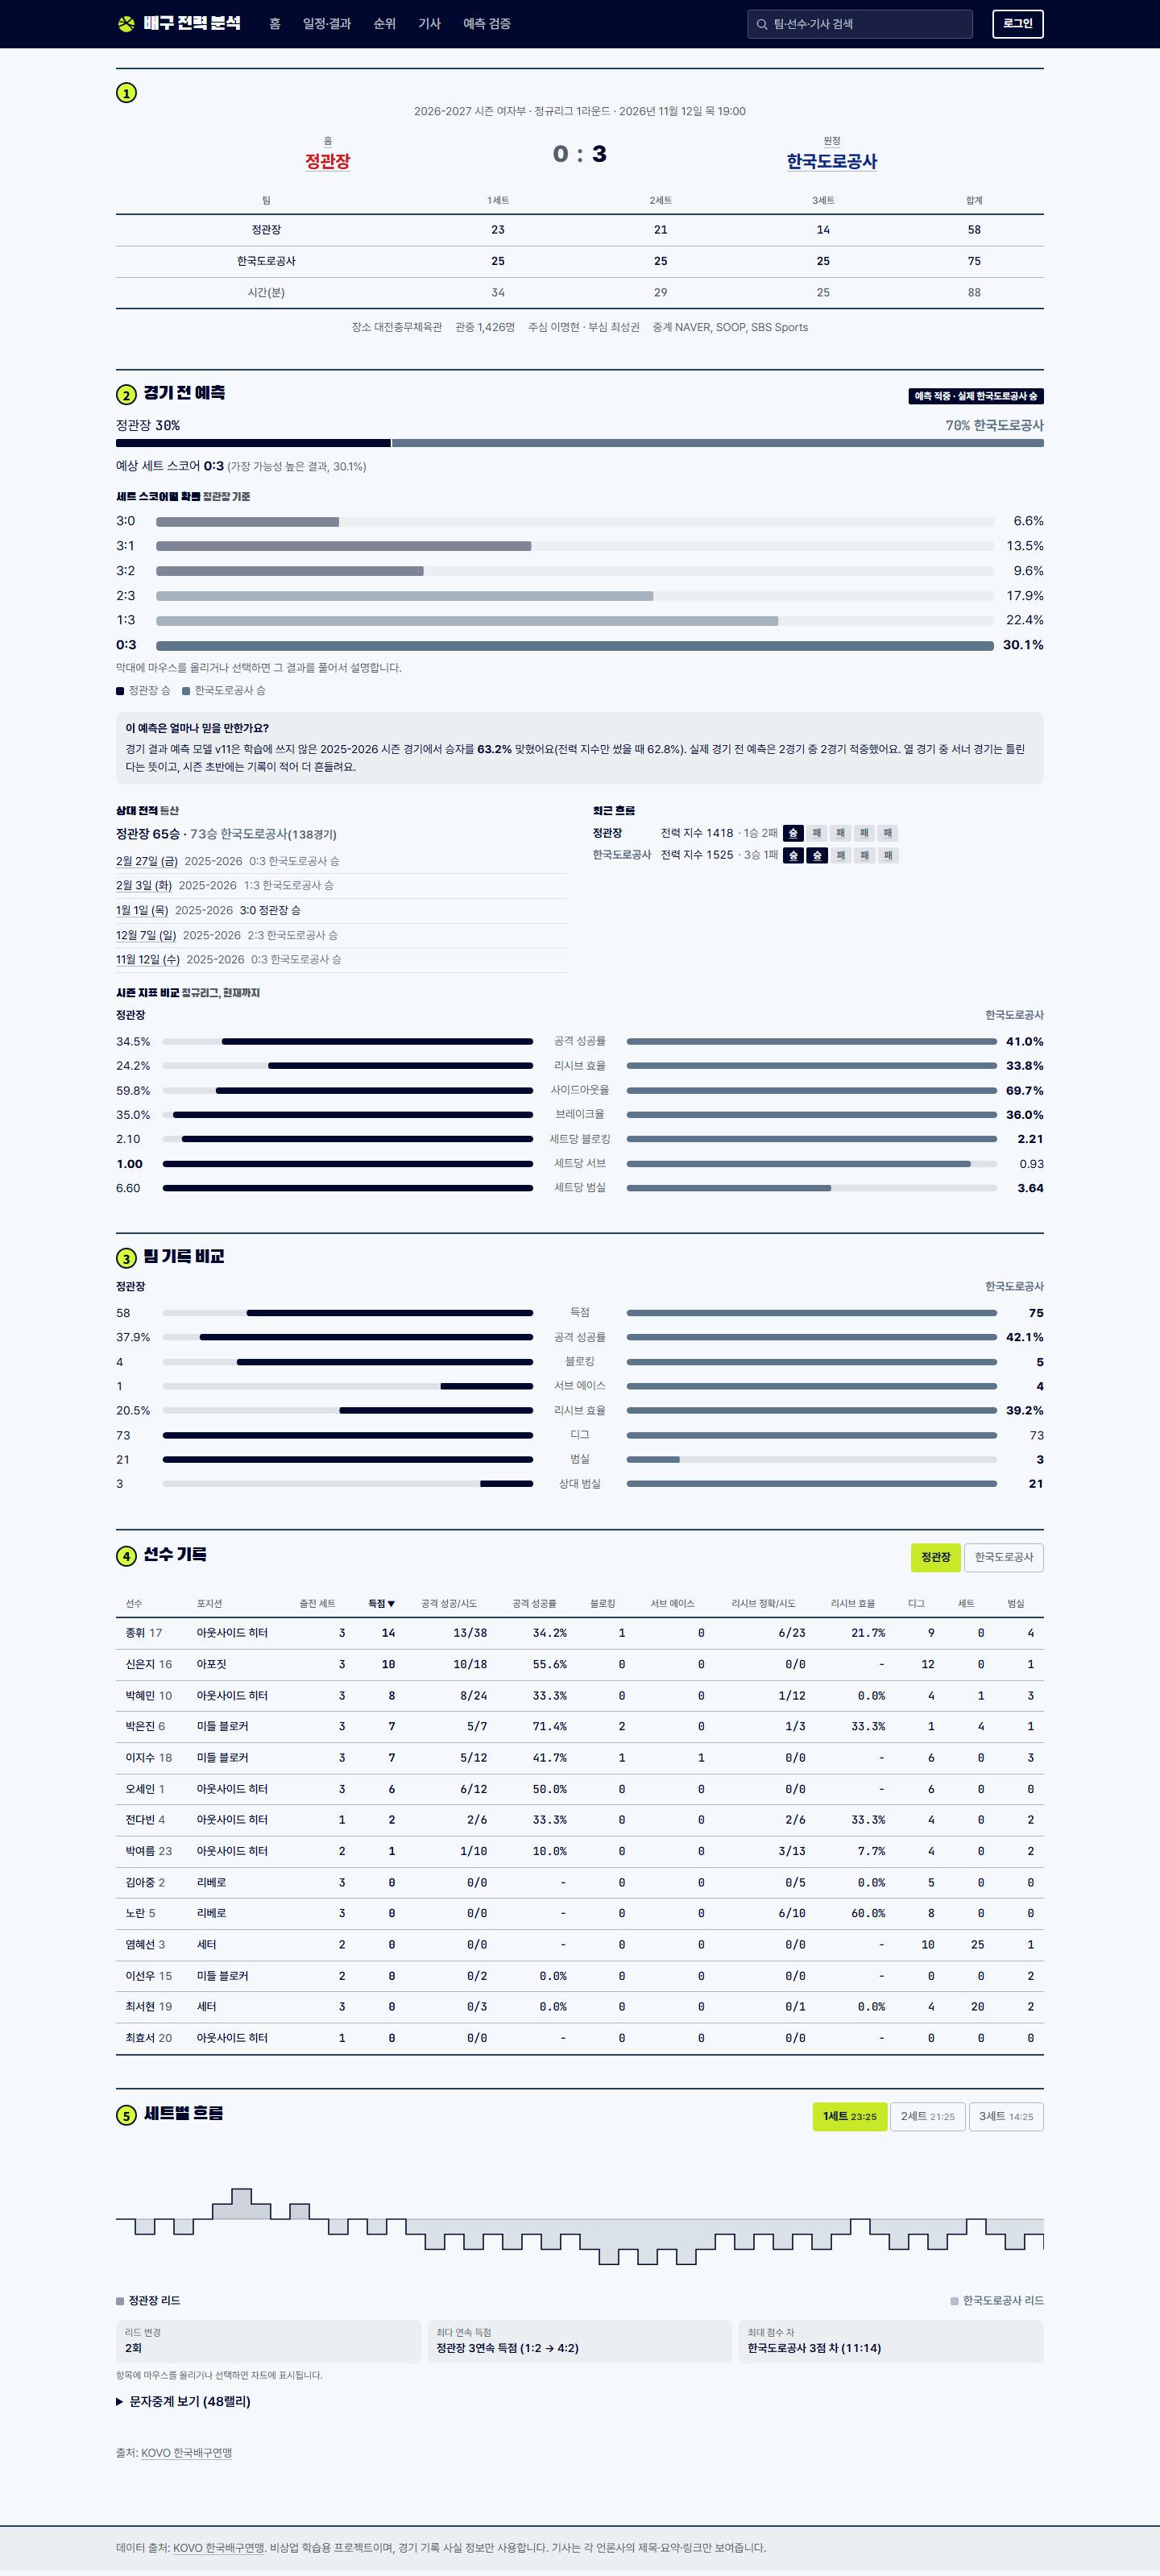 배구 전력 분석 홈 일정·결과 순위 기사 예측 검증 팀·선수·기사 검색 로그인
1
2026-2027 시즌 여자부 · 정규리그 1라운드 · 2026년 11월 12일 목 19:00
홈 원정
정관장 0 : 3 한국도로공사
팀 1세트 2세트 3세트 합계
정관장 23 21 14 58
한국도로공사 25 25 25 75
시간(분) 34 29 25 88
장소 대전충무체육관 관중 1,426명 주심 이명현 · 부심 최성권 중계 NAVER, SOOP, SBS Sports
2 경기 전 예측 예측 적중 · 실제 한국도로공사 승
정관장 30% 70% 한국도로공사
예상 세트 스코어 0:3 (가장 가능성 높은 결과, 30.1%)
세트 스코어별 확률 정관장 기준
3:0 6.6%
3:1 13.5%
3:2 9.6%
2:3 17.9%
1:3 22.4%
0:3 30.1%
막대에 마우스를 올리거나 선택하면 그 결과를 풀어서 설명합니다.
정관장 승 한국도로공사 승
이 예측은 얼마나 믿을 만한가요?
경기 결과 예측 모델 v11은 학습에 쓰지 않은 2025-2026 시즌 경기에서 승자를 63.2% 맞혔어요(전력 지수만 썼을 때 62.8%). 실제 경기 전 예측은 2경기 중 2경기 적중했어요. 열 경기 중 서너 경기는 틀린
다는 뜻이고, 시즌 초반에는 기록이 적어 더 흔들려요.
상대 전적 통산
정관장 65승 · 73승 한국도로공사(138경기)
2월 27일 (금) 2025-2026 0:3 한국도로공사 승
2월 3일 (화) 2025-2026 1:3 한국도로공사 승
1월 1일 (목) 2025-2026 3:0 정관장 승
12월 7일 (일) 2025-2026 2:3 한국도로공사 승
11월 12일 (수) 2025-2026 0:3 한국도로공사 승
최근 흐름
정관장 전력 지수 1418 · 1승 2패 승 패 패 패 패
한국도로공사 전력 지수 1525 · 3승 1패 승 승 패 패 패
시즌 지표 비교 정규리그, 현재까지
정관장 한국도로공사
34.5% 공격 성공률 41.0%
24.2% 리시브 효율 33.8%
59.8% 사이드아웃율 69.7%
35.0% 브레이크율 36.0%
2.10 세트당 블로킹 2.21
1.00 세트당 서브 0.93
6.60 세트당 범실 3.64
3 팀 기록 비교
정관장 한국도로공사
58 득점 75
37.9% 공격 성공률 42.1%
4 블로킹 5
1 서브 에이스 4
20.5% 리시브 효율 39.2%
73 디그 73
21 범실 3
3 상대 범실 21
4 선수 기록 정관장 한국도로공사
선수 포지션 출전 세트 득점▼ 공격 성공/시도 공격 성공률 블로킹 서브 에이스 리시브 정확/시도 리시브 효율 디그 세트 범실
종휘 17 아웃사이드 히터 3 14 13/38 34.2% 1 0 6/23 21.7% 9 0 4
신은지 16 아포짓 3 10 10/18 55.6% 0 0 0/0 - 12 0 1
박혜민 10 아웃사이드 히터 3 8 8/24 33.3% 0 0 1/12 0.0% 4 1 3
박은진 6 미들 블로커 3 7 5/7 71.4% 2 0 1/3 33.3% 1 4 1
이지수 18 미들 블로커 3 7 5/12 41.7% 1 1 0/0 - 6 0 3
오세인 1 아웃사이드 히터 3 6 6/12 50.0% 0 0 0/0 - 6 0 0
전다빈 4 아웃사이드 히터 1 2 2/6 33.3% 0 0 2/6 33.3% 4 0 2
박여름 23 아웃사이드 히터 2 1 1/10 10.0% 0 0 3/13 7.7% 4 0 2
김아중 2 리베로 3 0 0/0 - 0 0 0/5 0.0% 5 0 0
노란 5 리베로 3 0 0/0 - 0 0 6/10 60.0% 8 0 0
염혜선 3 세터 2 0 0/0 - 0 0 0/0 - 10 25 1
이선우 15 미들 블로커 2 0 0/2 0.0% 0 0 0/0 - 0 0 2
최서현 19 세터 3 0 0/3 0.0% 0 0 0/1 0.0% 4 20 2
최효서 20 아웃사이드 히터 1 0 0/0 - 0 0 0/0 - 0 0 0
5 세트별 흐름 1세트 23:25 2세트 21:25 3세트 14:25
정관장 리드 한국도로공사 리드
리드 변경 최다 연속 득점 최대 점수 차
2회 정관장 3연속 득점 (1:2 → 4:2) 한국도로공사 3점 차 (11:14)
항목에 마우스를 올리거나 선택하면 차트에 표시됩니다.
▶ 문자중계 보기 (48랠리)
출처: KOVO 한국배구연맹
데이터 출처: KOVO 한국배구연맹. 비상업 학습용 프로젝트이며, 경기 기록 사실 정보만 사용합니다. 기사는 각 언론사의 제목·요약·링크만 보여줍니다.